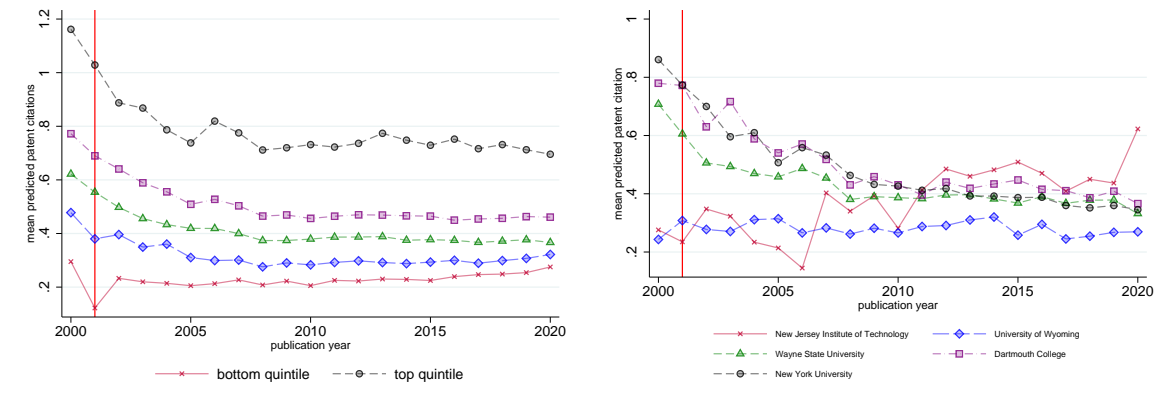 mean predicted patent citations
1.2
1
.8
.6
.4
.2
2000 2005 2010 2015 2020
publication year
bottom quintile top quintile
mean predicted patent citation
1
.8
.6
.4
.2
2000 2005 2010 2015 2020
publication year
New Jersey Institute of Technology University of Wyoming
Wayne State University Dartmouth College
New York University